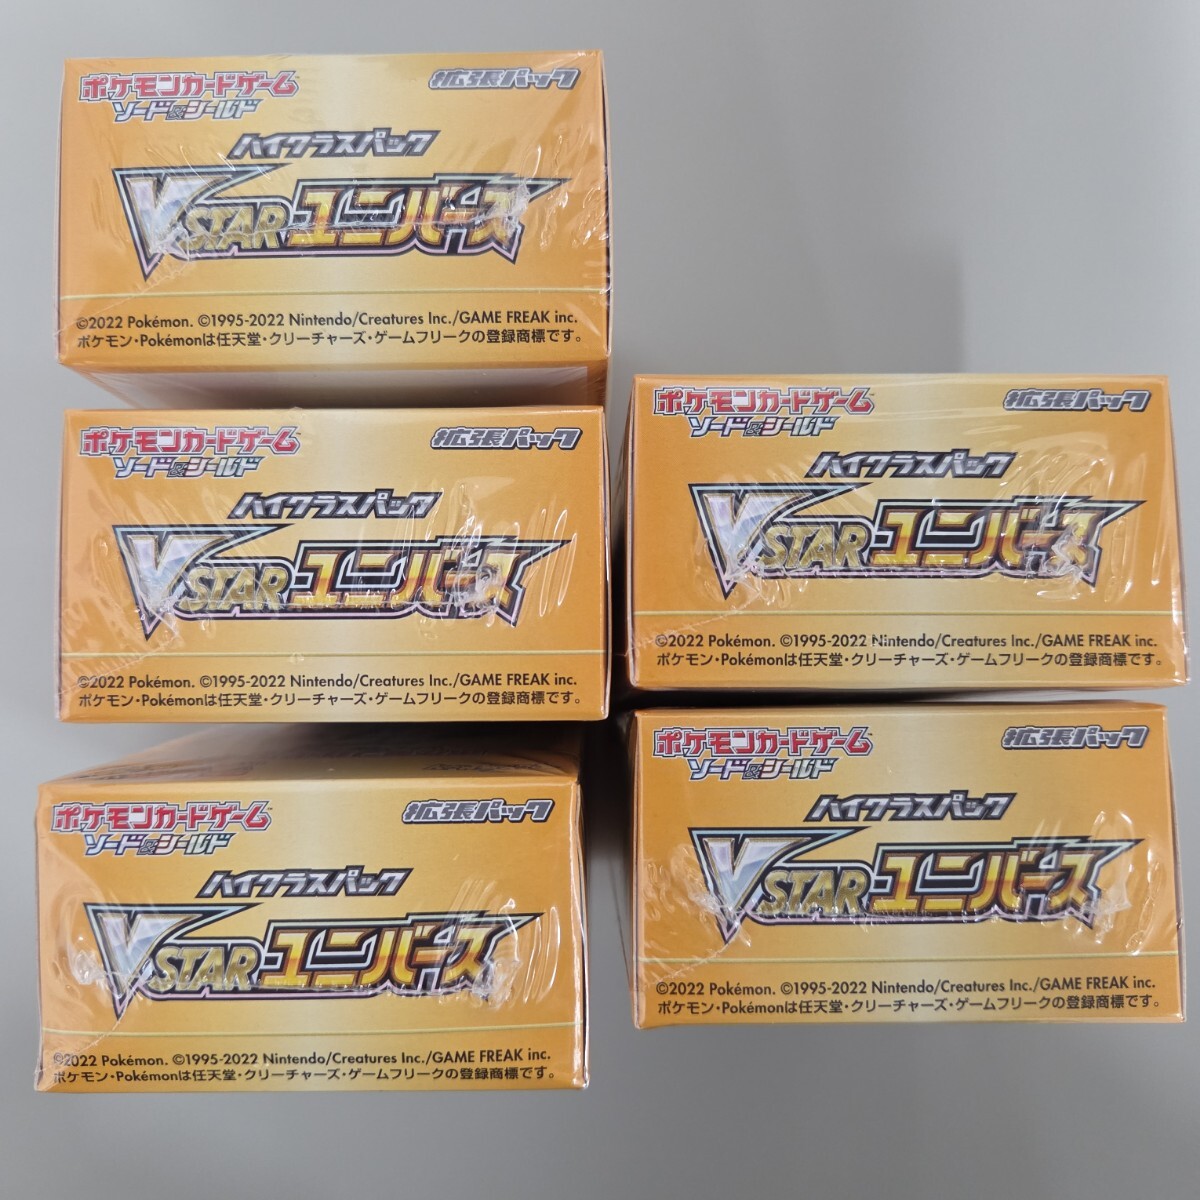 ポケモンカードゲーム™ 拡張パック
ソード&シールド
ハイクラスパック
VSTARユニバース
©2022 Pokémon. ©1995-2022 Nintendo/Creatures Inc./GAME FREAK inc.
ポケモン・Pokémonは任天堂・クリーチャーズ・ゲームフリークの登録商標です。
ポケモンカードゲーム™ 拡張パック
ソード&シールド
ハイクラスパック
VSTARユニバース
©2022 Pokémon. ©1995-2022 Nintendo/Creatures Inc./GAME FREAK inc.
ポケモン・Pokémonは任天堂・クリーチャーズ・ゲームフリークの登録商標です。
ポケモンカードゲーム™ 拡張パック
ソード&シールド
ハイクラスパック
VSTARユニバース
©2022 Pokémon. ©1995-2022 Nintendo/Creatures Inc./GAME FREAK inc.
ポケモン・Pokémonは任天堂・クリーチャーズ・ゲームフリークの登録商標です。
ポケモンカードゲーム™ 拡張パック
ソード&シールド
ハイクラスパック
VSTARユニバース
©2022 Pokémon. ©1995-2022 Nintendo/Creatures Inc./GAME FREAK inc.
ポケモン・Pokémonは任天堂・クリーチャーズ・ゲームフリークの登録商標です。
ポケモンカードゲーム™ 拡張パック
ソード&シールド
ハイクラスパック
VSTARユニバース
©2022 Pokémon. ©1995-2022 Nintendo/Creatures Inc./GAME FREAK inc.
ポケモン・Pokémonは任天堂・クリーチャーズ・ゲームフリークの登録商標です。